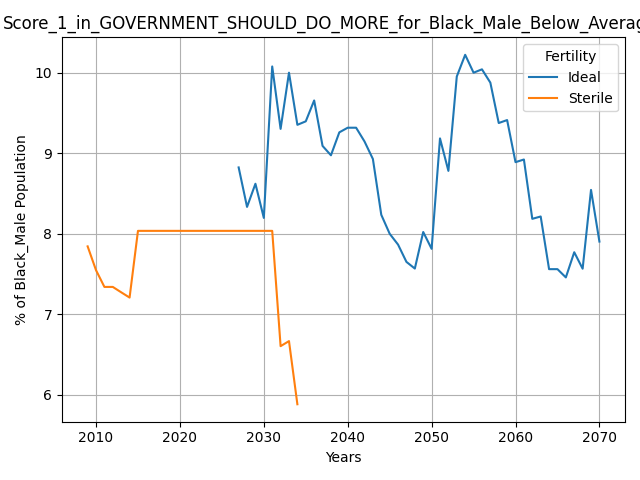 Score_1_in_GOVERNMENT_SHOULD_DO_MORE_for_Black_Male_Below_Averag
Fertility
Ideal
Sterile
% of Black_Male Population
10
9
8
7
6
2010 2020 2030 2040 2050 2060 2070
Years